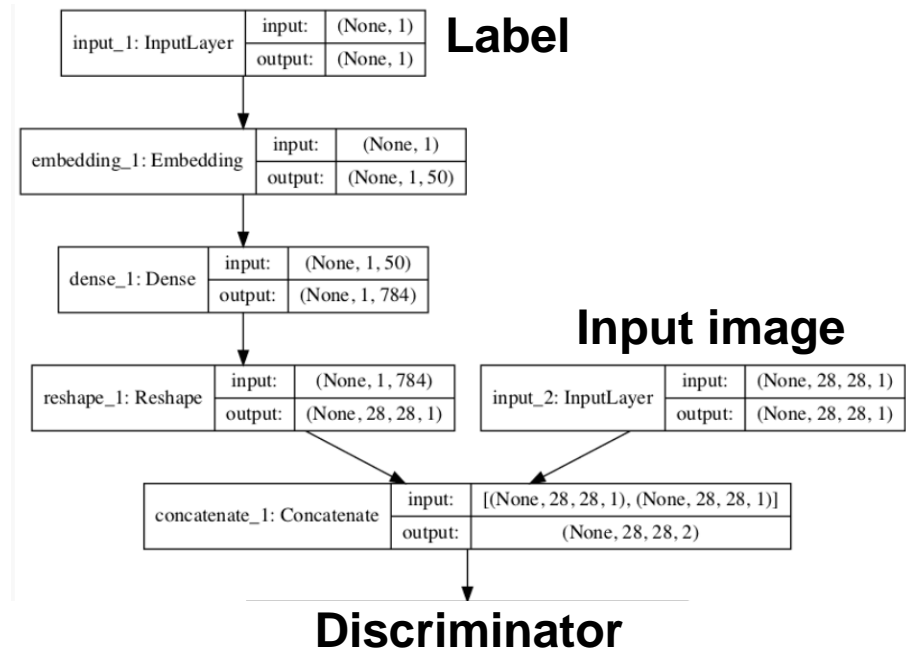 input_1: InputLayer
input: (None, 1)
output: (None, 1)
Label
embedding_1: Embedding
input: (None, 1)
output: (None, 1, 50)
dense_1: Dense
input: (None, 1, 50)
output: (None, 1, 784)
Input image
reshape_1: Reshape
input: (None, 1, 784)
output: (None, 28, 28, 1)
input_2: InputLayer
input: (None, 28, 28, 1)
output: (None, 28, 28, 1)
concatenate_1: Concatenate
input: [(None, 28, 28, 1), (None, 28, 28, 1)]
output: (None, 28, 28, 2)
Discriminator